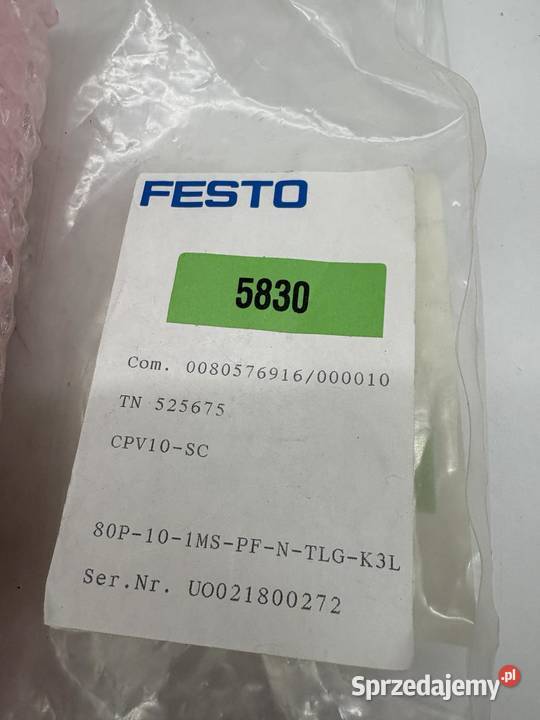 FESTO
5830
Com. 0080576916/000010
TN 525675
CPV10-SC
80P-10-1MS-PF-N-TLG-K3L
Ser.Nr. UO021800272
Sprzedajemy.pl